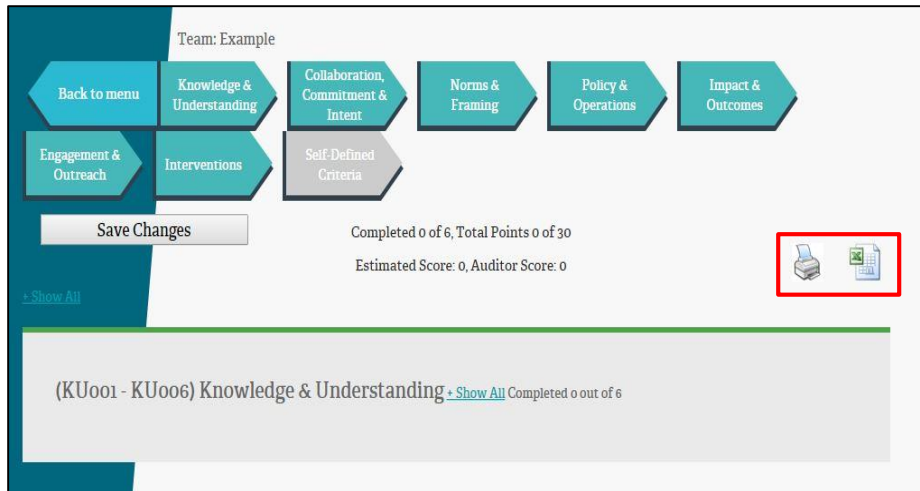 Team: Example
Back to menu
Knowledge &
Understanding
Collaboration,
Commitment &
Intent
Norms &
Framing
Policy &
Operations
Impact &
Outcomes
Engagement &
Outreach
Interventions
Self-Defined
Criteria
Save Changes
Completed 0 of 6, Total Points 0 of 30
Estimated Score: 0, Auditor Score: 0
+ Show All
(KU001 - KU006) Knowledge & Understanding + Show All Completed 0 out of 6